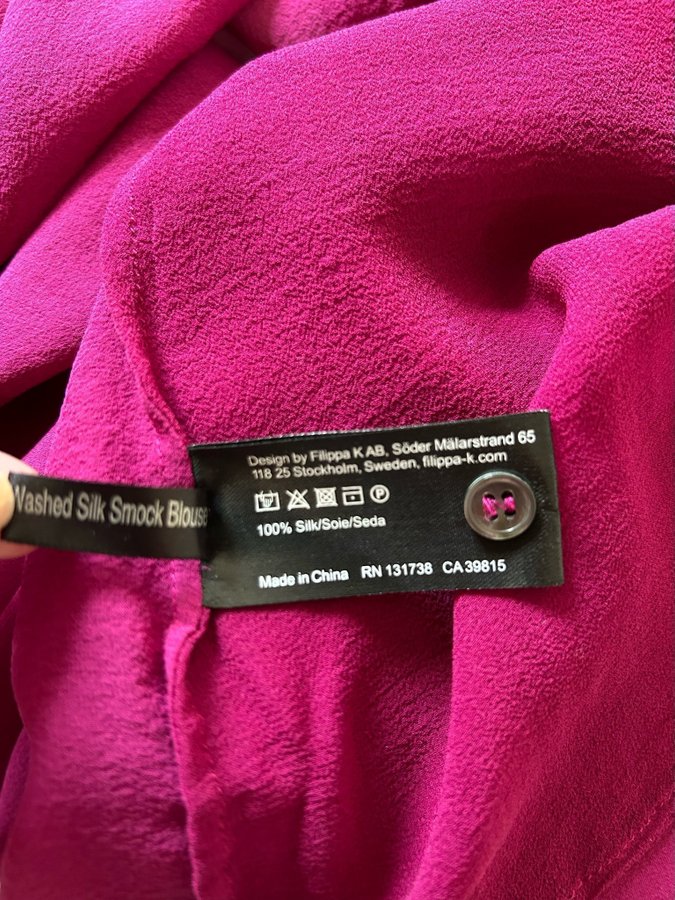 Design by Filippa K AB, Söder Mälarstrand 65
118 25 Stockholm, Sweden, filippa-k.com
100% Silk/Soie/Seda
Made in China RN 131738 CA 39815
Washed Silk Smock Blouse